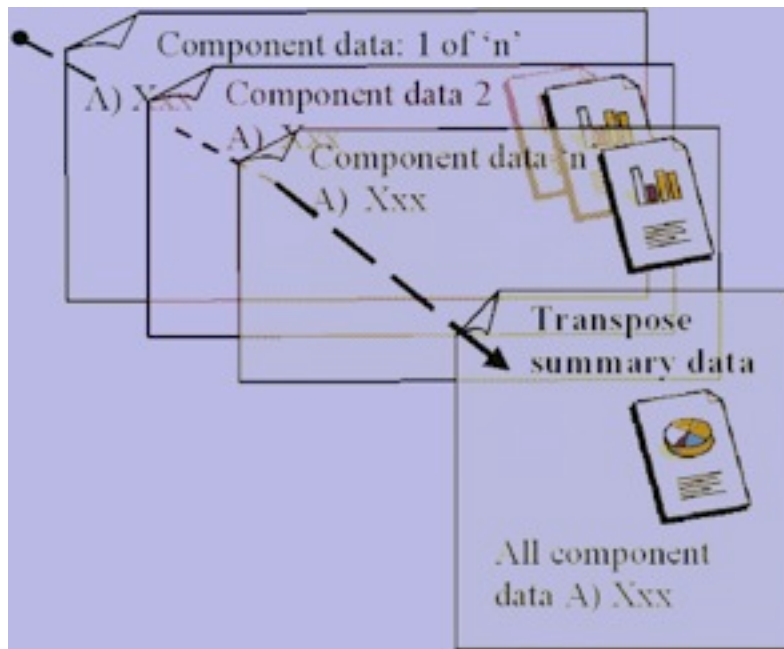 Component data: 1 of ‘n’
A) Xxx
Component data 2
A) Xxx
Component data ‘n
A) Xxx
Transpose
summary data
All component
data A) Xxx